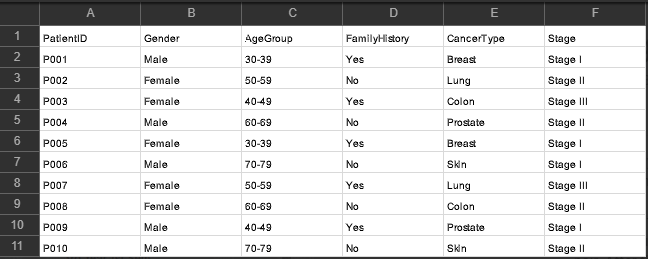 A B C D E F
1 PatientID Gender AgeGroup FamilyHistory CancerType Stage
2 P001 Male 30-39 Yes Breast Stage I
3 P002 Female 50-59 No Lung Stage II
4 P003 Female 40-49 Yes Colon Stage III
5 P004 Male 60-69 No Prostate Stage II
6 P005 Female 30-39 Yes Breast Stage I
7 P006 Male 70-79 No Skin Stage I
8 P007 Female 50-59 Yes Lung Stage III
9 P008 Female 60-69 No Colon Stage II
10 P009 Male 40-49 Yes Prostate Stage I
11 P010 Male 70-79 No Skin Stage II